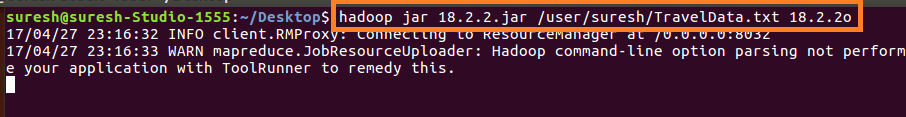 suresh@suresh-Studio-1555:~/Desktop$ hadoop jar 18.2.2.jar /user/suresh/TravelData.txt 18.2.2o
17/04/27 23:16:32 INFO client.RMProxy: Connecting to ResourceManager at /0.0.0.0:8032
17/04/27 23:16:33 WARN mapreduce.JobResourceUploader: Hadoop command-line option parsing not perform
e your application with ToolRunner to remedy this.